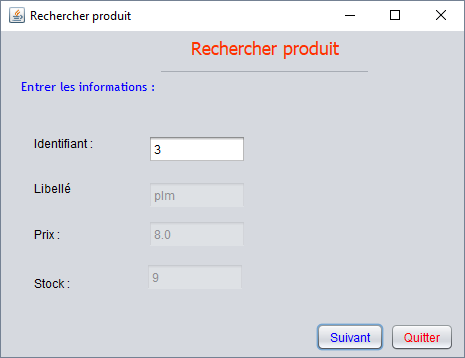 Rechercher produit
Rechercher produit
Entrer les informations :
Identifiant : 3
Libellé plm
Prix : 8.0
Stock : 9
Suivant Quitter